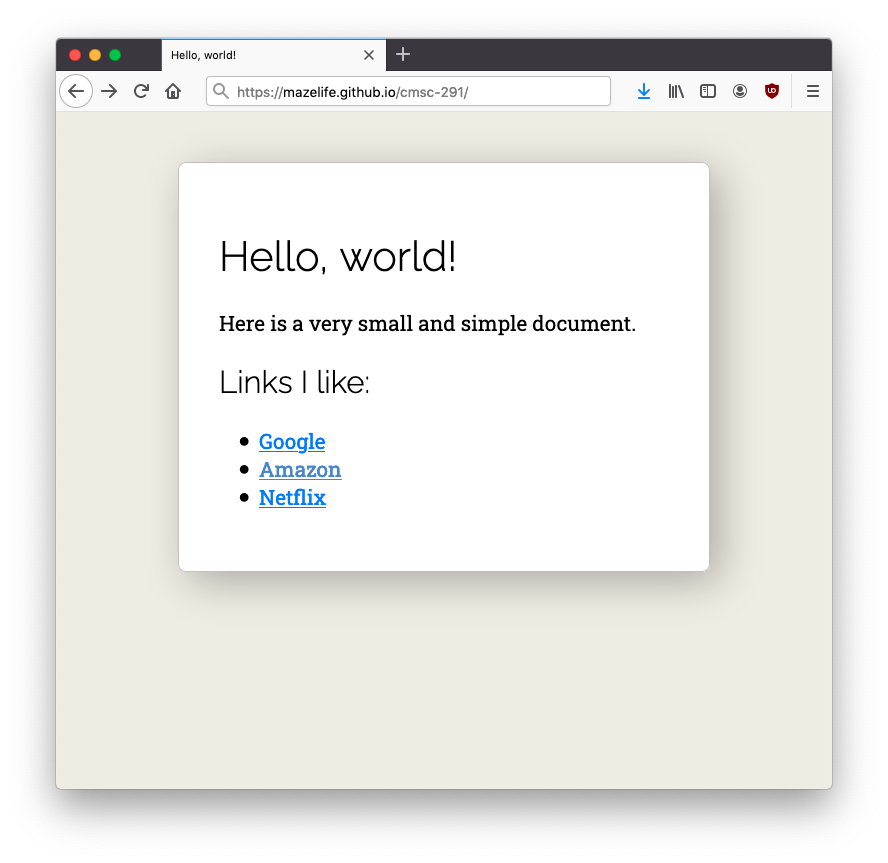 Hello, world!
https://mazelife.github.io/cmsc-291/
Hello, world!
Here is a very small and simple document.
Links I like:
Google
Amazon
Netflix